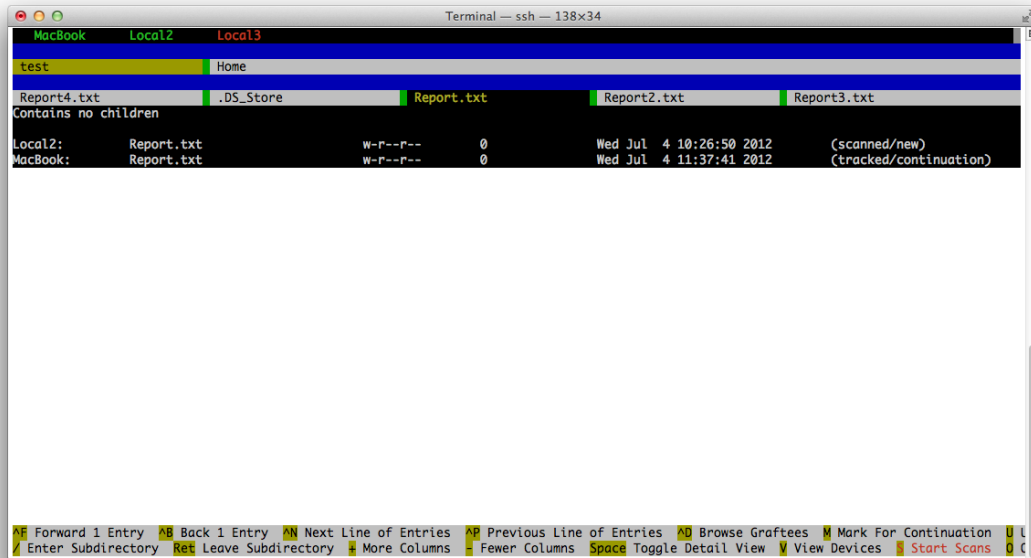 Terminal — ssh — 138×34
MacBook Local2 Local3
test Home
Report4.txt .DS_Store Report.txt Report2.txt Report3.txt
Contains no children
Local2: Report.txt w-r--r-- 0 Wed Jul 4 10:26:50 2012 (scanned/new)
MacBook: Report.txt w-r--r-- 0 Wed Jul 4 11:37:41 2012 (tracked/continuation)
^F Forward 1 Entry ^B Back 1 Entry ^N Next Line of Entries ^P Previous Line of Entries ^D Browse Graftees M Mark For Continuation U L
/ Enter Subdirectory Ret Leave Subdirectory + More Columns - Fewer Columns Space Toggle Detail View V View Devices S Start Scans Q